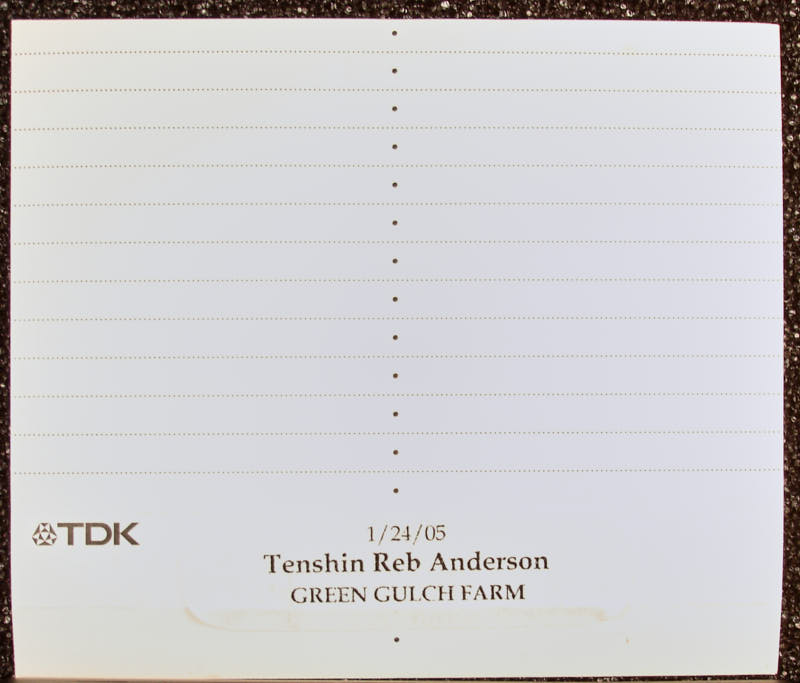 TDK
1/24/05
Tenshin Reb Anderson
GREEN GULCH FARM